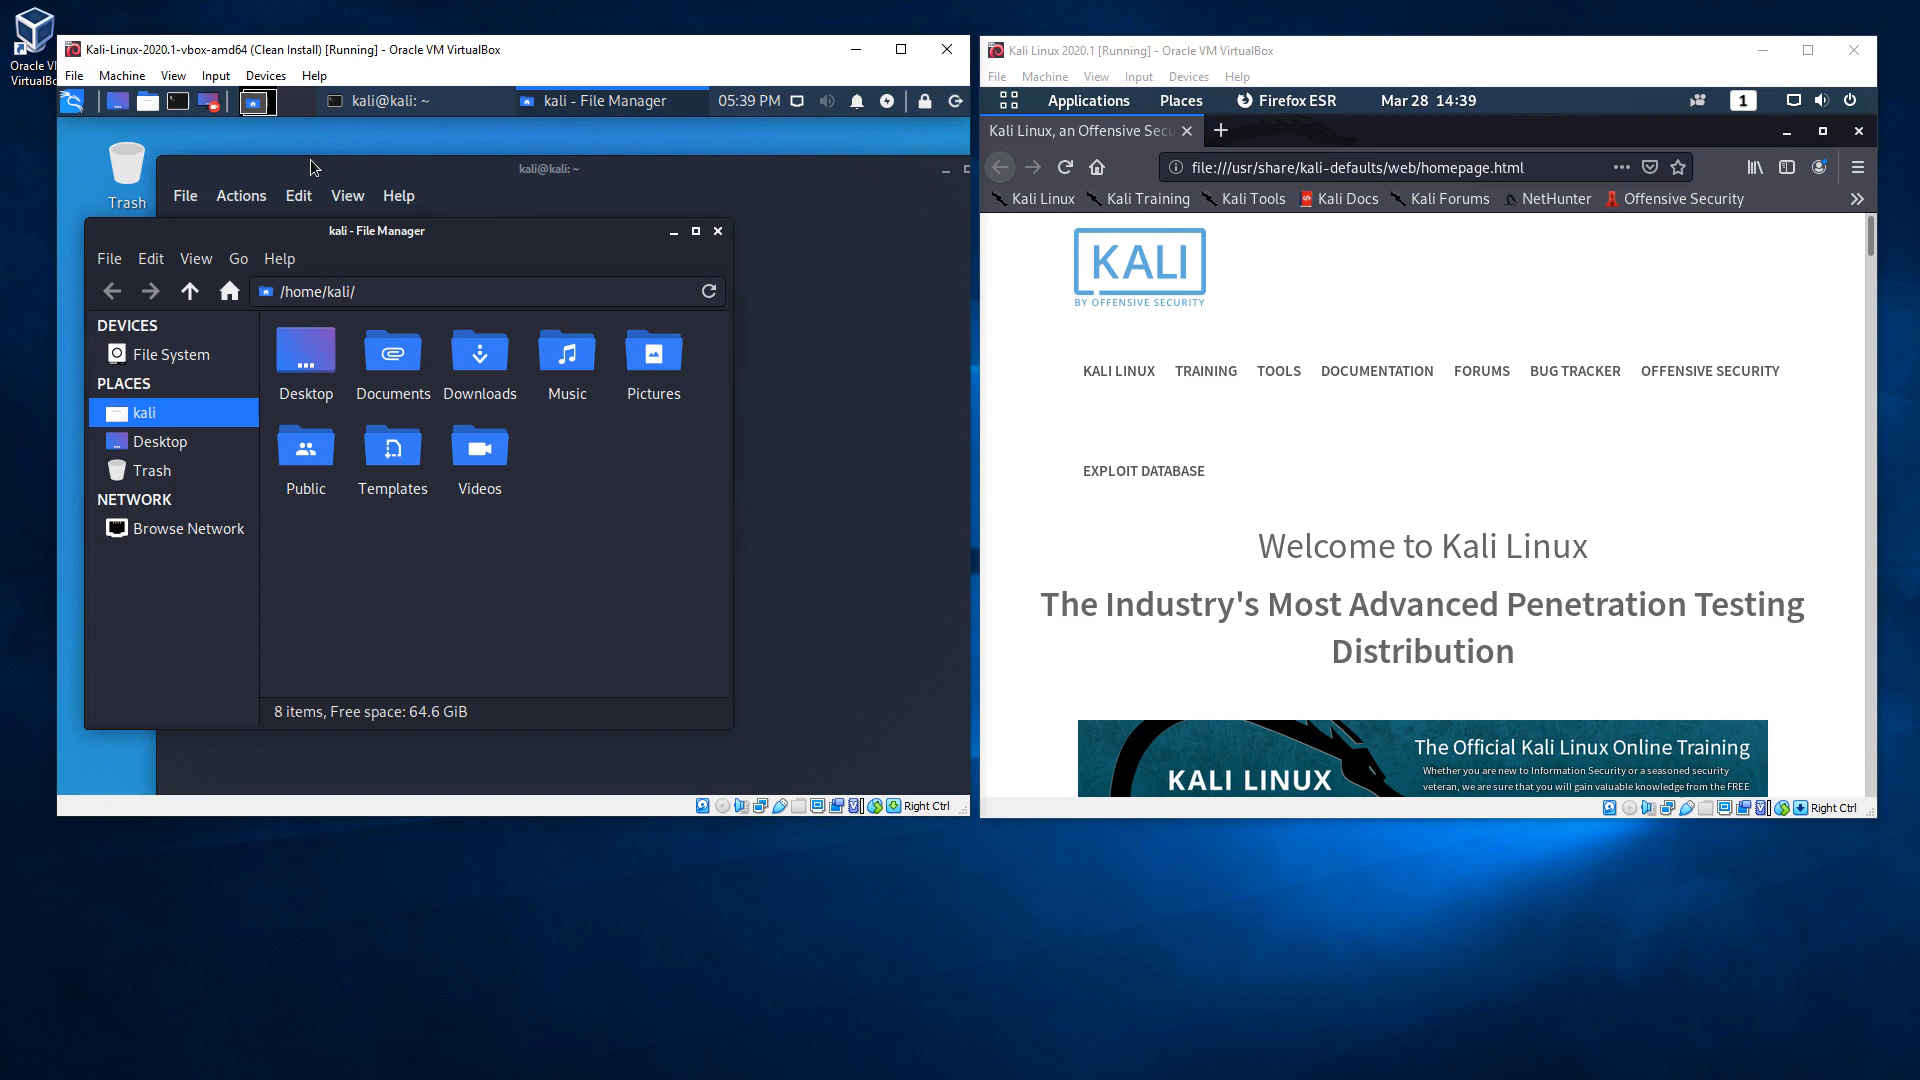 Oracle VM
VirtualBo
Kali-Linux-2020.1-vbox-amd64 (Clean Install) [Running] - Oracle VM VirtualBox
File Machine View Input Devices Help
kali@kali: ~
kali - File Manager
05:39 PM
Trash
kali@kali: ~
File Actions Edit View Help
kali - File Manager
File Edit View Go Help
/home/kali/
DEVICES
File System
PLACES
kali
Desktop
Trash
NETWORK
Browse Network
Desktop Documents Downloads Music Pictures
Public Templates Videos
8 items, Free space: 64.6 GiB
Right Ctrl
Kali Linux 2020.1 [Running] - Oracle VM VirtualBox
File Machine View Input Devices Help
Applications Places Firefox ESR Mar 28 14:39 1
Kali Linux, an Offensive Secu
file:///usr/share/kali-defaults/web/homepage.html
Kali Linux Kali Training Kali Tools Kali Docs Kali Forums NetHunter Offensive Security
KALI
BY OFFENSIVE SECURITY
KALI LINUX TRAINING TOOLS DOCUMENTATION FORUMS BUG TRACKER OFFENSIVE SECURITY
EXPLOIT DATABASE
Welcome to Kali Linux
The Industry's Most Advanced Penetration Testing
Distribution
KALI LINUX
The Official Kali Linux Online Training
Whether you are new to Information Security or a seasoned security
veteran, we are sure that you will gain valuable knowledge from the FREE
Right Ctrl